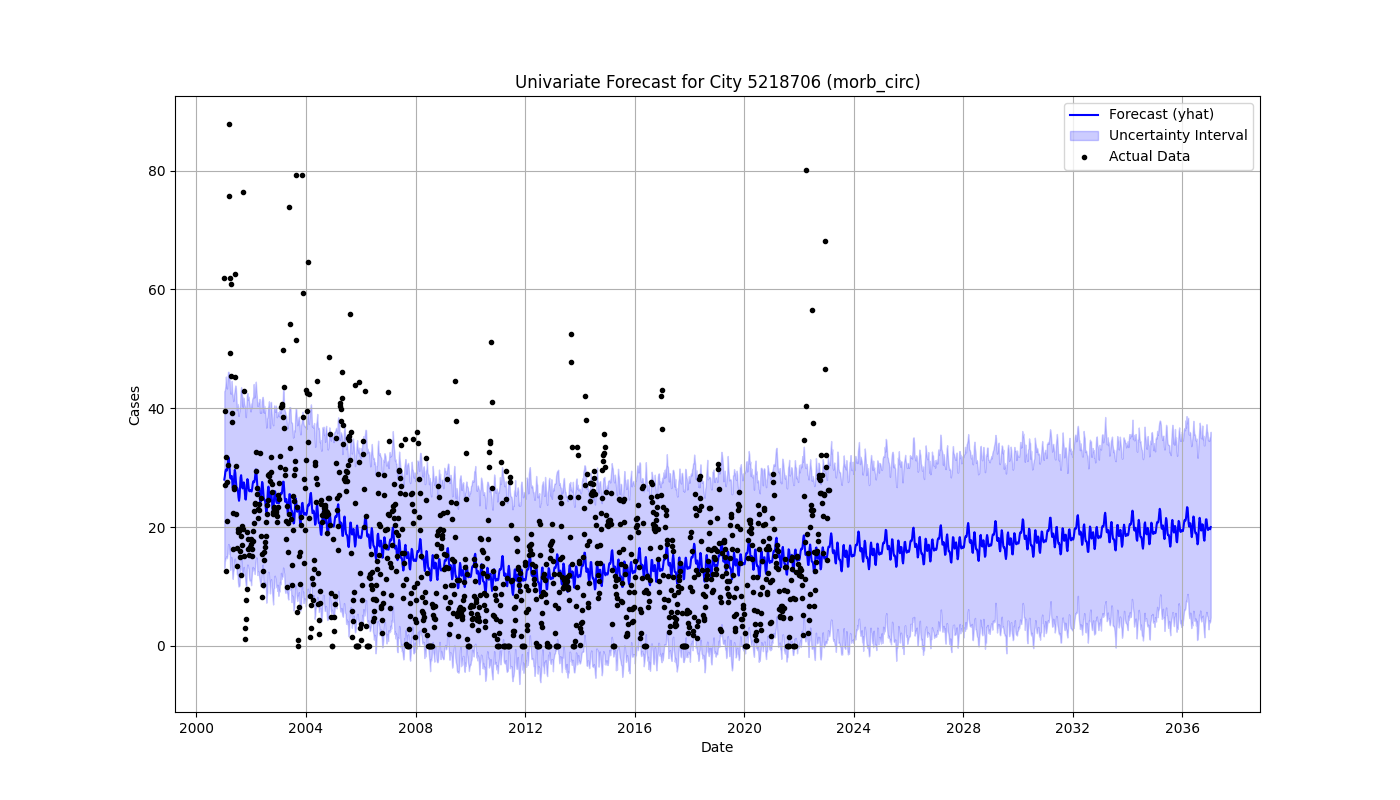 Univariate Forecast for City 5218706 (morb_circ)
Forecast (yhat)
Uncertainty Interval
Actual Data
Cases
80
60
40
20
0
2000 2004 2008 2012 2016 2020 2024 2028 2032 2036
Date